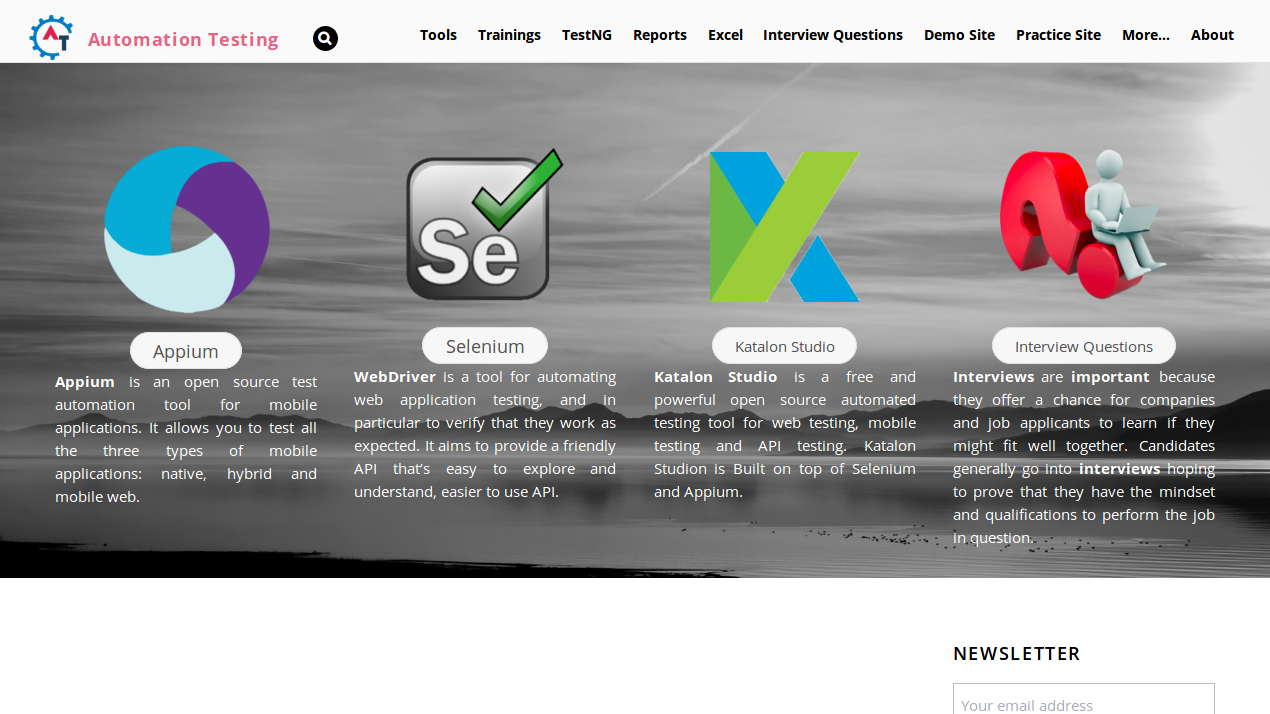 AT
Automation Testing
Tools Trainings TestNG Reports Excel Interview Questions Demo Site Practice Site More... About
Se
Appium
Appium is an open source test
automation tool for mobile
applications. It allows you to test all
the three types of mobile
applications: native, hybrid and
mobile web.
Selenium
WebDriver is a tool for automating
web application testing, and in
particular to verify that they work as
expected. It aims to provide a friendly
API that's easy to explore and
understand, easier to use API.
Katalon Studio
Katalon Studio is a free and
powerful open source automated
testing tool for web testing, mobile
testing and API testing. Katalon
Studion is Built on top of Selenium
and Appium.
Interview Questions
Interviews are important because
they offer a chance for companies
and job applicants to learn if they
might fit well together. Candidates
generally go into interviews hoping
to prove that they have the mindset
and qualifications to perform the job
in question.
NEWSLETTER
Your email address